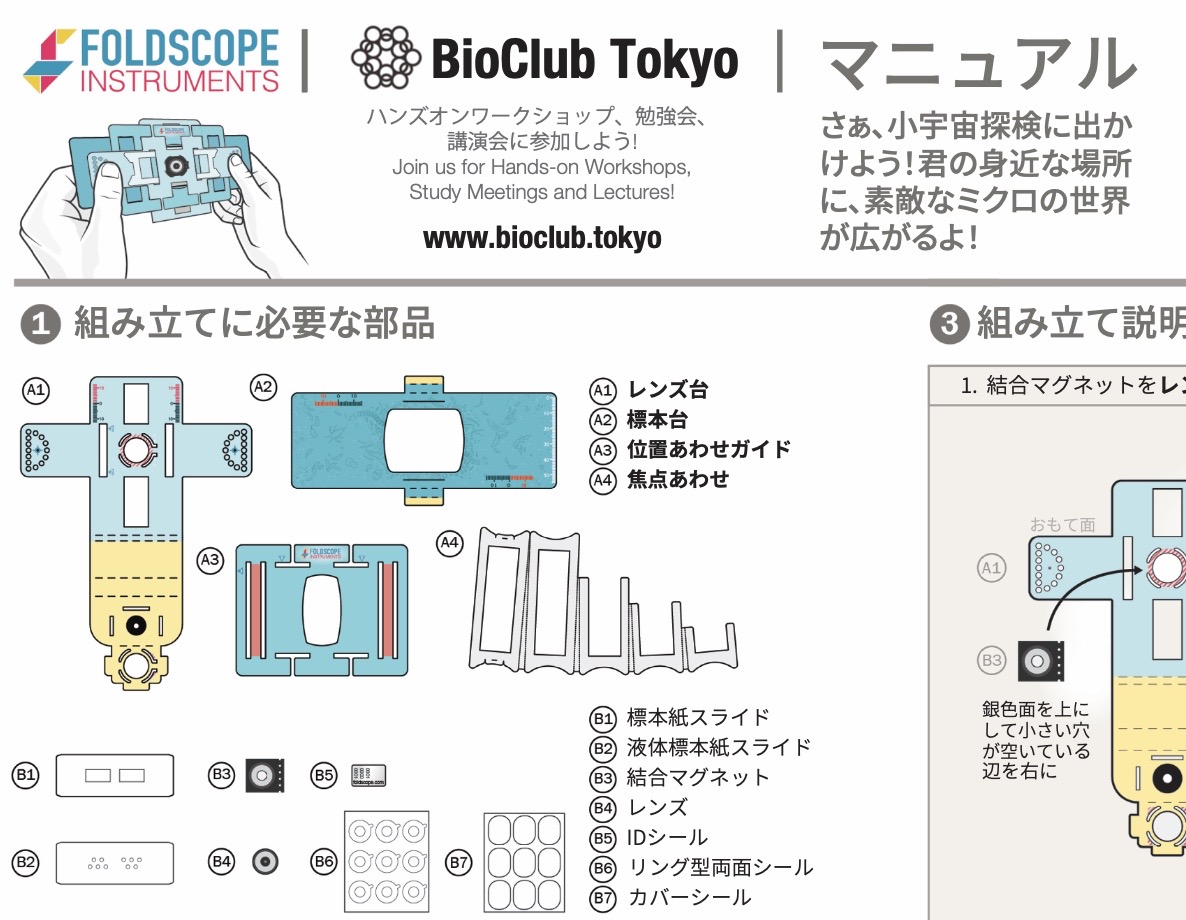 FOLDSCOPE
INSTRUMENTS
BioClub Tokyo
マニュアル
ハンズオンワークショップ、勉強会、
講演会に参加しよう!
Join us for Hands-on Workshops,
Study Meetings and Lectures!
www.bioclub.tokyo
さぁ、小宇宙探検に出か
けよう!君の身近な場所
に、素敵なミクロの世界
が広がるよ!
1 組み立てに必要な部品
A1
A2
A3
FOLDSCOPE
INSTRUMENTS
A4
A1 レンズ台
A2 標本台
A3 位置あわせガイド
A4 焦点あわせ
B1
B2
B3
B4
B5
foldscope.com
B6
B7
B1 標本紙スライド
B2 液体標本紙スライド
B3 結合マグネット
B4 レンズ
B5 IDシール
B6 リング型両面シール
B7 カバーシール
3 組み立て説明
1. 結合マグネットをレン
おもて面
A1
B3
銀色面を上に
して小さい穴
が空いている
辺を右に